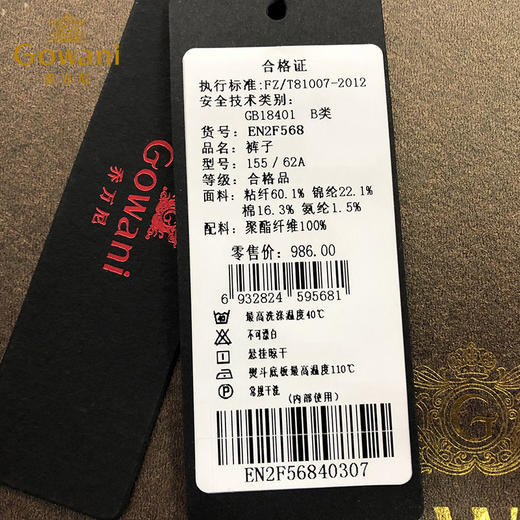 Gowani
乔万尼
Gowani
乔万尼
合格证
执行标准:FZ/T81007-2012
安全技术类别:
GB18401 B类
货号: EN2F568
品名: 裤子
型号: 155/62A
等级: 合格品
面料: 粘纤60.1% 锦纶22.1%
棉16.3% 氨纶1.5%
配料: 聚酯纤维100%
零售价: 986.00
6 932824 595681
最高洗涤温度40℃
不可漂白
悬挂晾干
熨斗底板最高温度110℃
常规干洗
(内部使用)
EN2F56840307
G